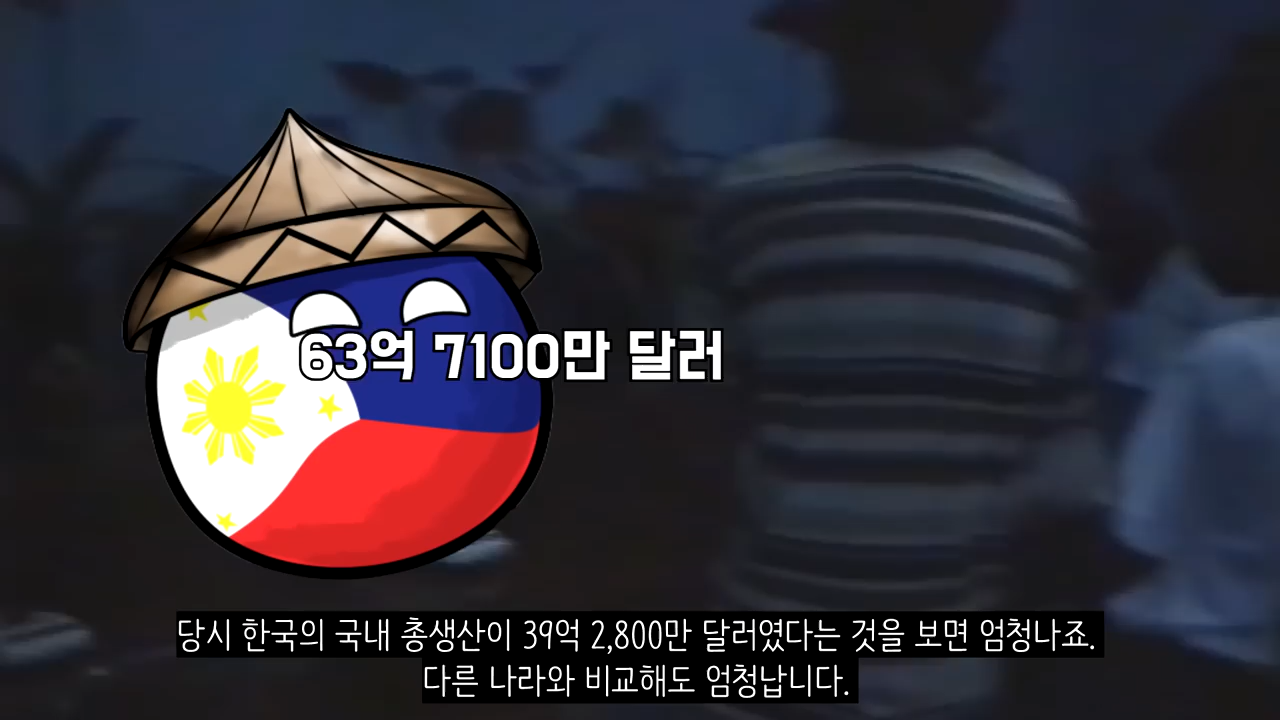 63억 7100만 달러
당시 한국의 국내 총생산이 39억 2,800만 달러였다는 것을 보면 엄청나죠.
다른 나라와 비교해도 엄청납니다.